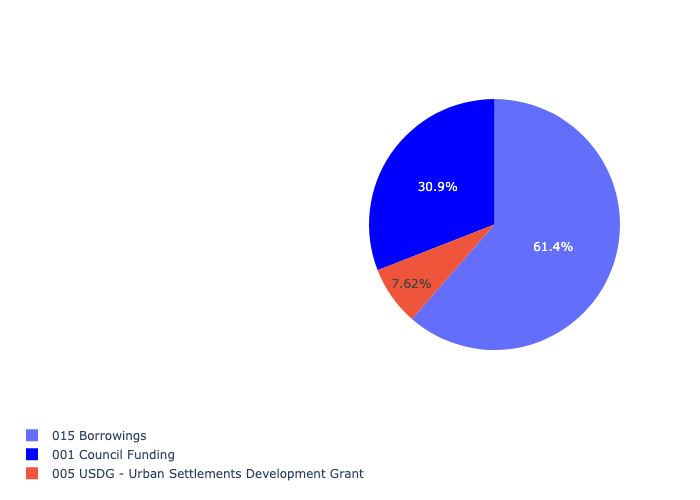 30.9%
61.4%
7.62%
015 Borrowings
001 Council Funding
005 USDG - Urban Settlements Development Grant